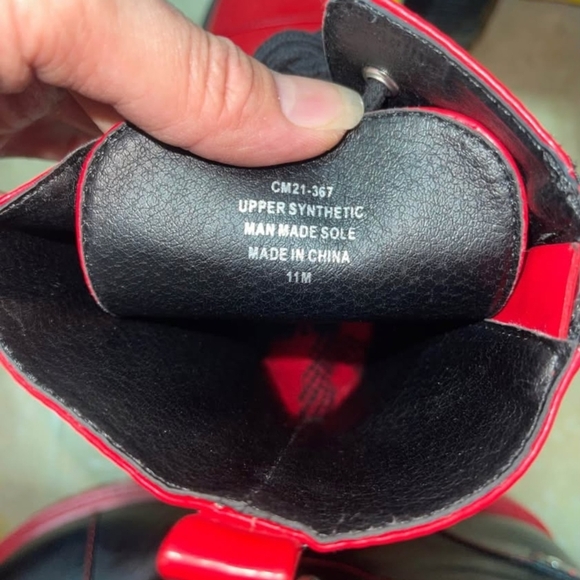 CM21-367
UPPER SYNTHETIC
MAN MADE SOLE
MADE IN CHINA
11M